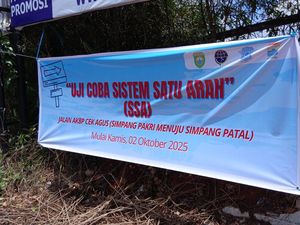 PROMOSI
"UJI COBA SISTEM SATU ARAH"
(SSA)
JALAN AKBP CEK AGUS (SIMPANG PAKRI MENUJU SIMPANG PATAL)
Mulai Kamis, 02 Oktober 2025